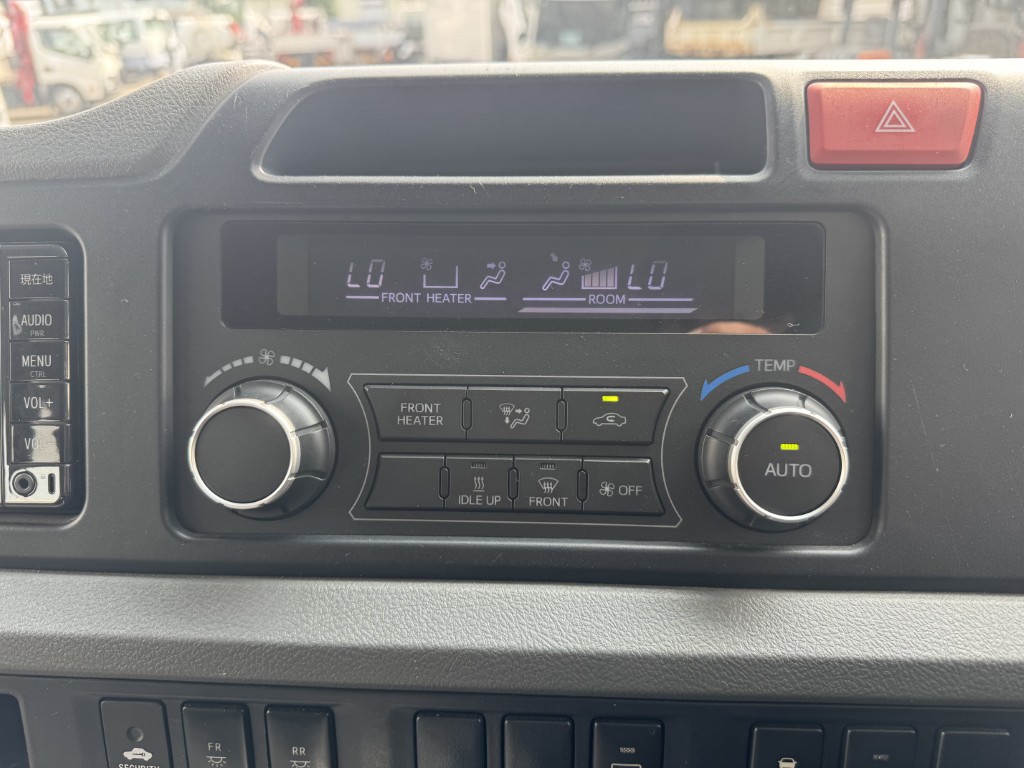 LO
LO
FRONT HEATER
ROOM
現在地
AUDIO
PWR
MENU
CTRL
VOL+
VOL-
TEMP
FRONT
HEATER
AUTO
IDLE UP
FRONT
OFF
FR
RR
SECURITY